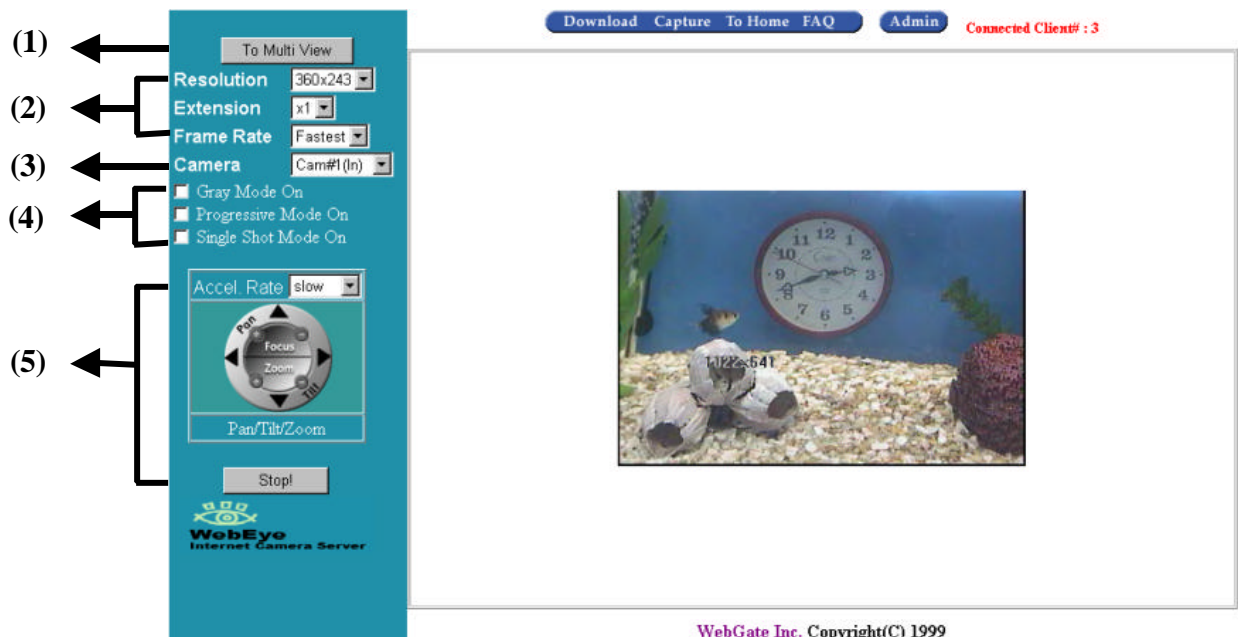 Download Capture To Home FAQ Admin Connected Client# : 3
(1) To Multi View
Resolution 360x243
(2) Extension x1
Frame Rate Fastest
(3) Camera Cam#1(In)
Gray Mode On
(4) Progressive Mode On
Single Shot Mode On
Accel. Rate slow
Pan
Focus
(5) Zoom
Tilt
Pan/Tilt/Zoom
Stop!
WebEye
Internet Camera Server
12
11 1
10 2
9 3
8 4
7 5
6
WebGate Inc. Copyright(C) 1999